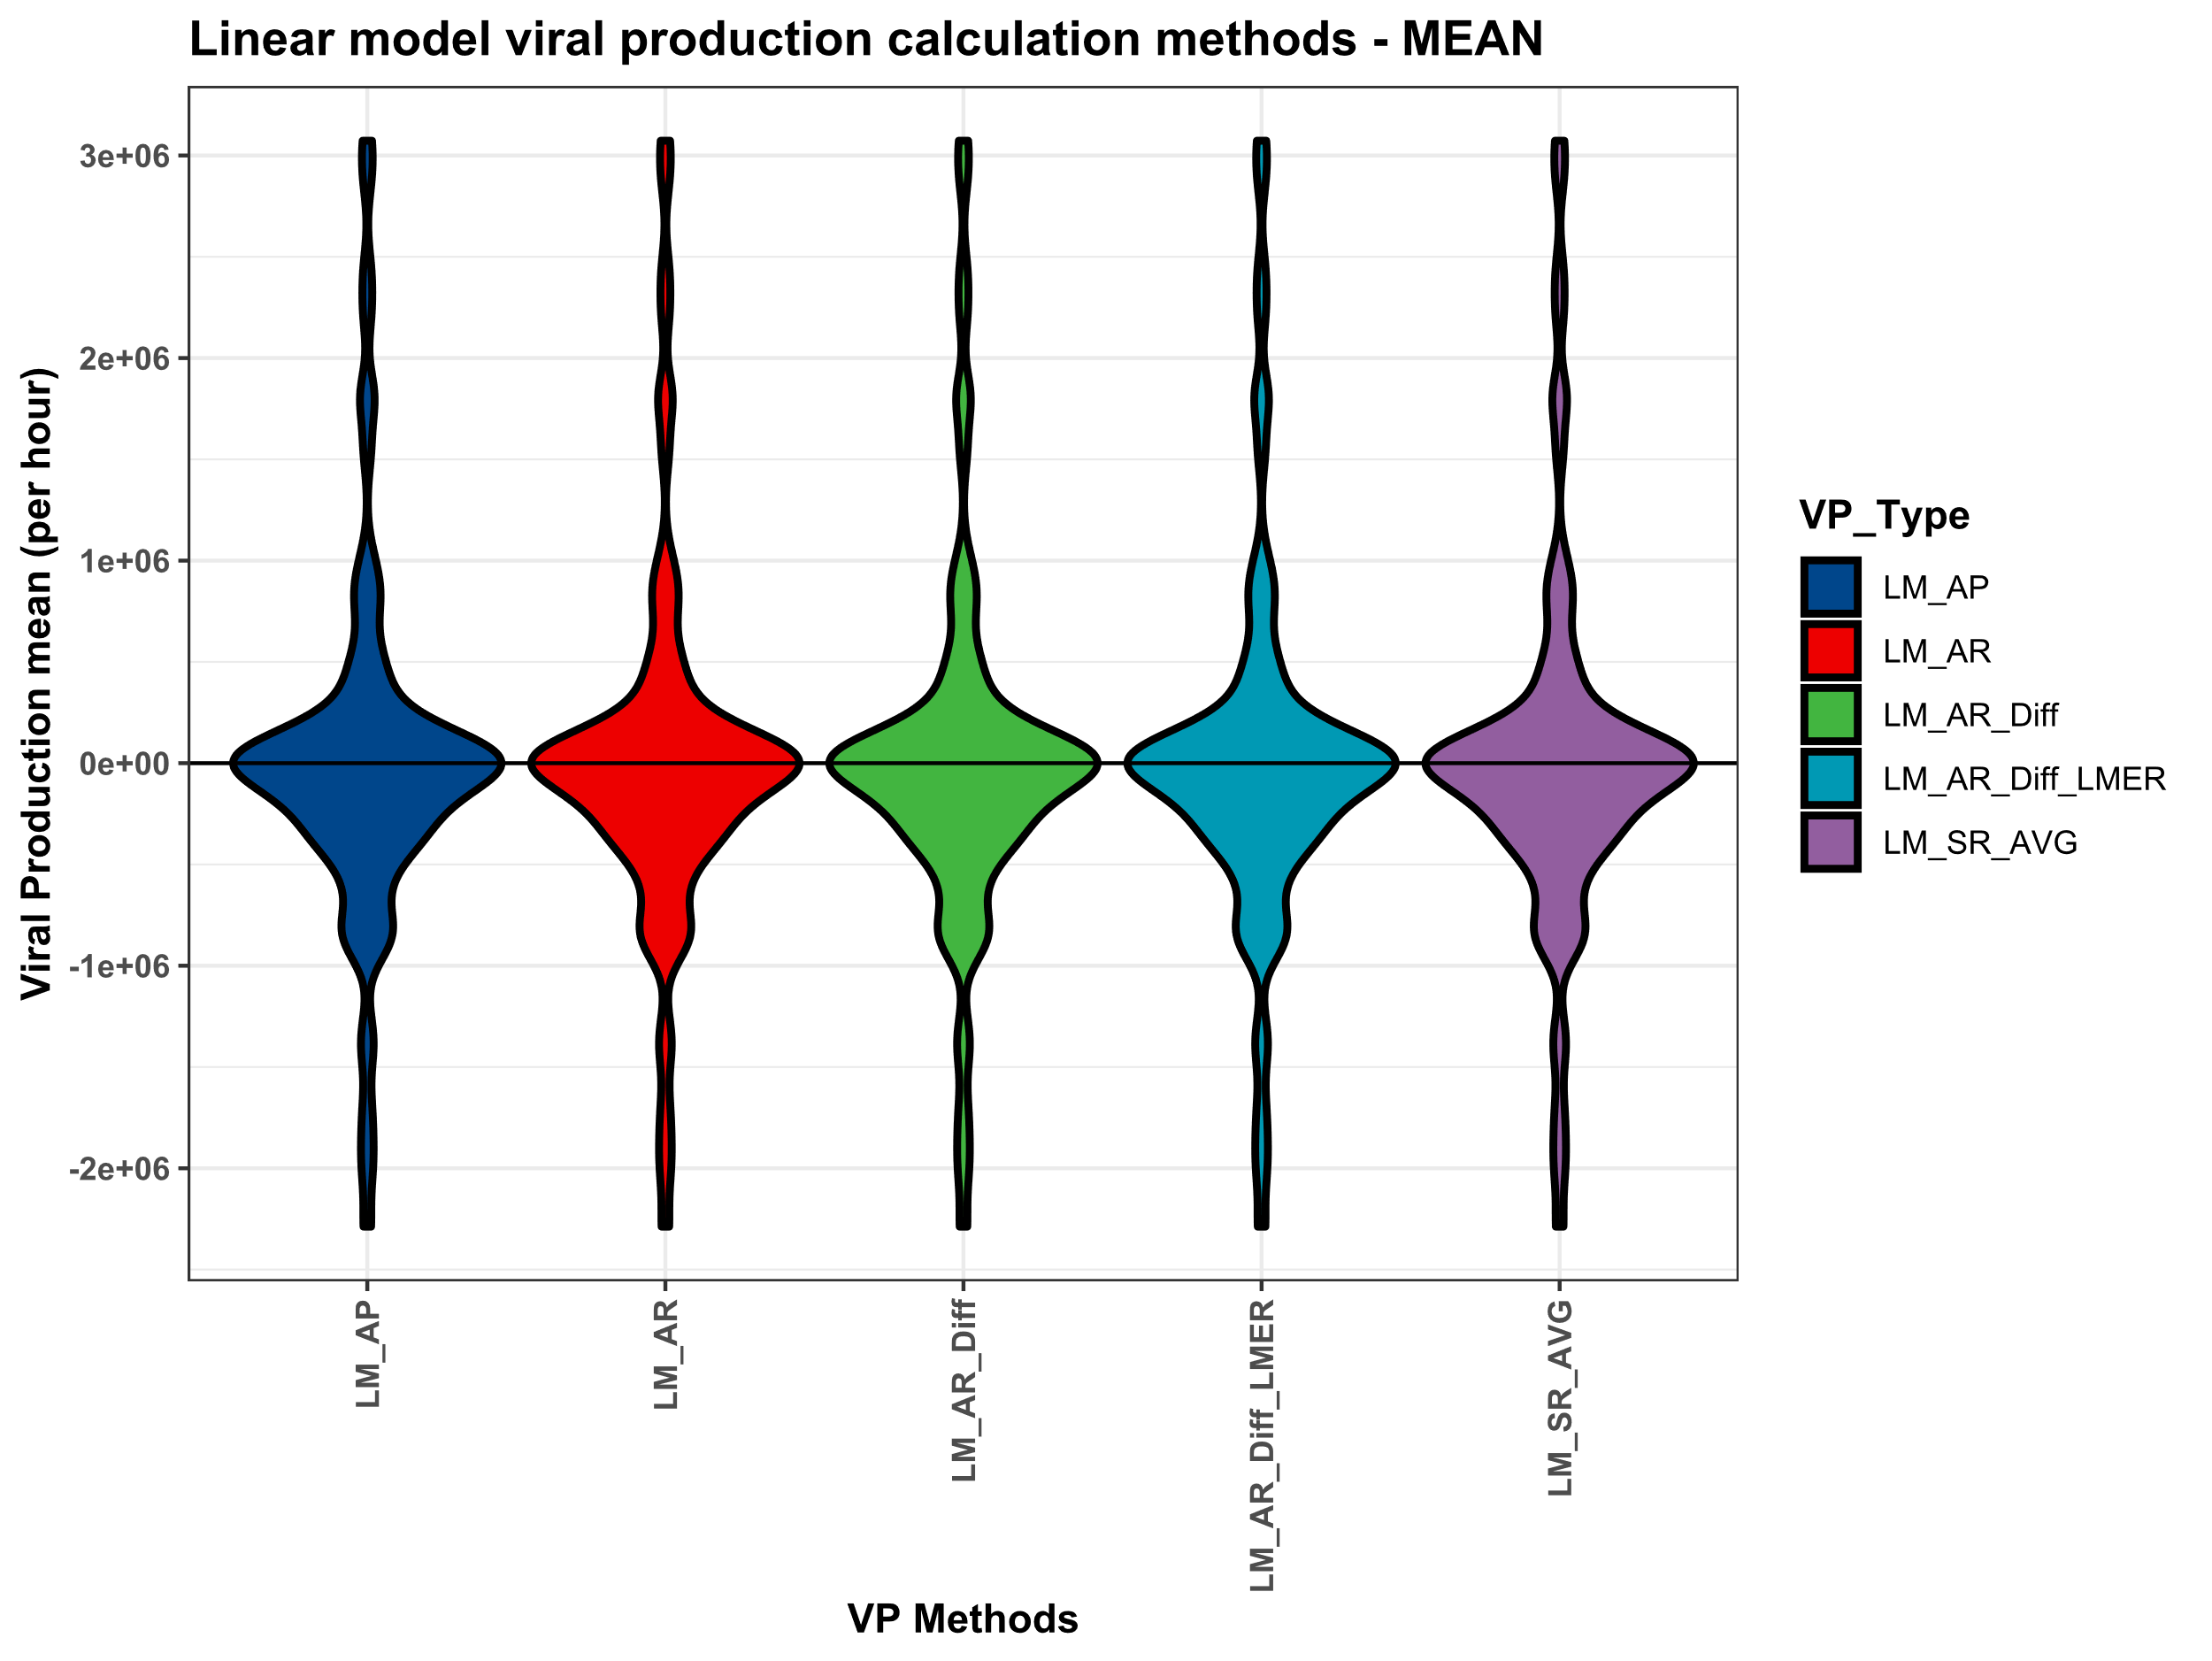 Linear model viral production calculation methods - MEAN
Viral Production mean (per hour)
3e+06
2e+06
1e+06
0e+00
-1e+06
-2e+06
LM_AP
LM_AR
LM_AR_Diff
LM_AR_Diff_LMER
LM_SR_AVG
VP Methods
VP_Type
LM_AP
LM_AR
LM_AR_Diff
LM_AR_Diff_LMER
LM_SR_AVG